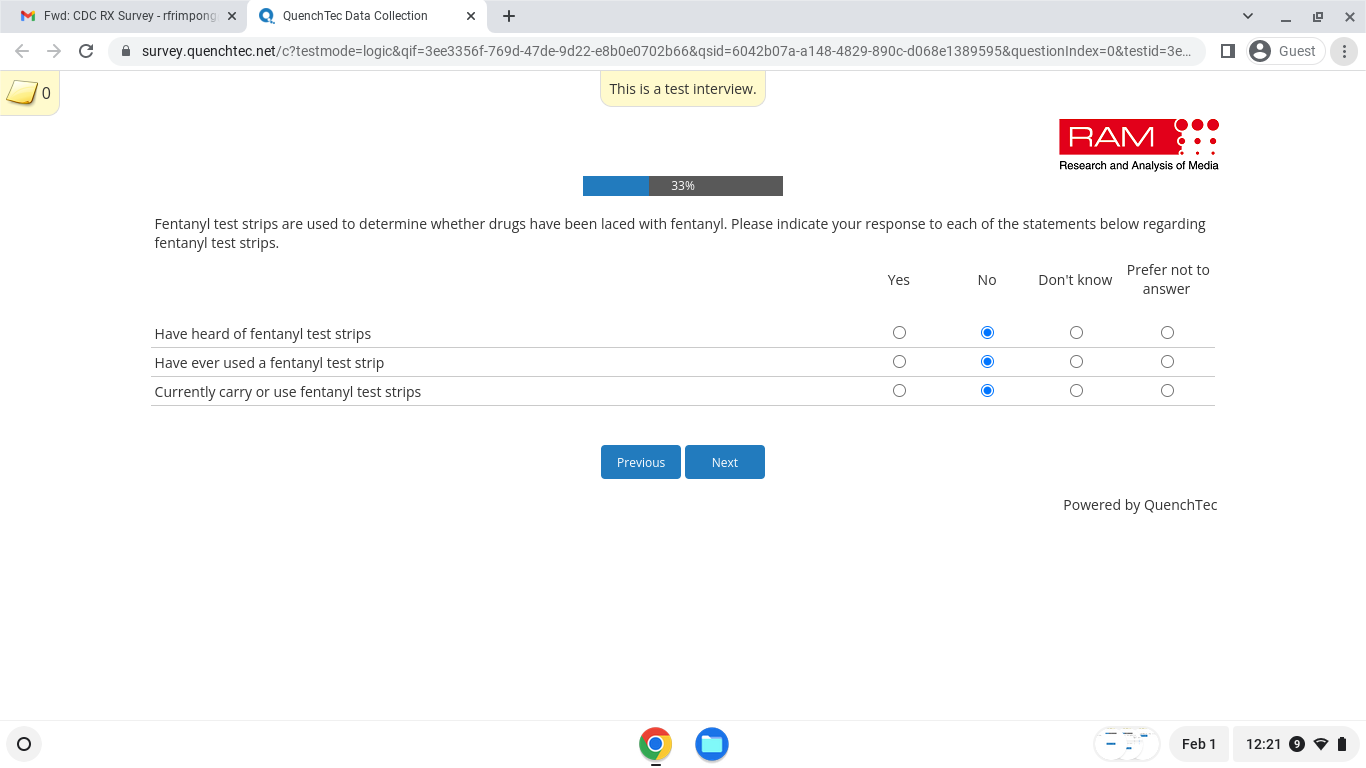 Fwd: CDC RX Survey - rfrimpong
QuenchTec Data Collection
survey.quenchtec.net/c?testmode=logic&qif=3ee3356f-769d-47de-9d22-e8b0e0702b66&qsid=6042b07a-a148-4829-890c-d068e1389595&questionIndex=0&testid=3e...
Guest
0
This is a test interview.
RAM
Research and Analysis of Media
33%
Fentanyl test strips are used to determine whether drugs have been laced with fentanyl. Please indicate your response to each of the statements below regarding
fentanyl test strips.
Yes No Don't know Prefer not to
answer
Have heard of fentanyl test strips
Have ever used a fentanyl test strip
Currently carry or use fentanyl test strips
Previous Next
Powered by QuenchTec
Feb 1 12:21 9